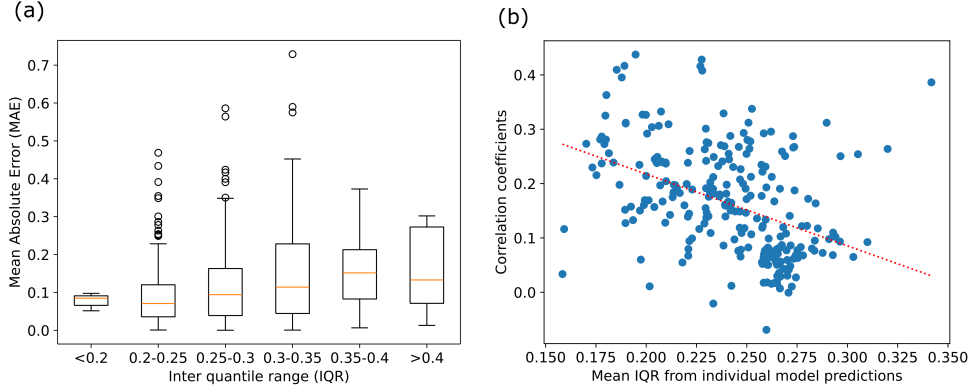 (a)
Mean Absolute Error (MAE)
0.7
0.6
0.5
0.4
0.3
0.2
0.1
0.0
<0.2 0.2-0.25 0.25-0.3 0.3-0.35 0.35-0.4 >0.4
Inter quantile range (IQR)
(b)
Correlation coefficients
0.4
0.3
0.2
0.1
0.0
0.150 0.175 0.200 0.225 0.250 0.275 0.300 0.325 0.350
Mean IQR from individual model predictions